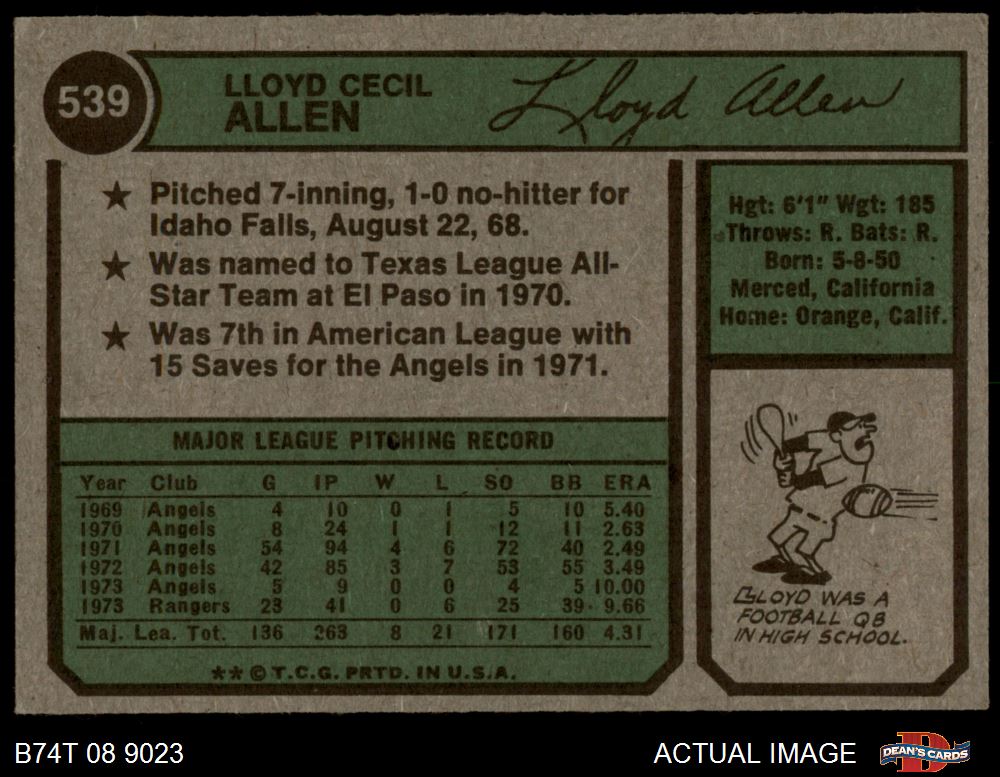 539
LLOYD CECIL
ALLEN
Lloyd Allen
★ Pitched 7-inning, 1-0 no-hitter for
Idaho Falls, August 22, 68.
★ Was named to Texas League All-
Star Team at El Paso in 1970.
★ Was 7th in American League with
15 Saves for the Angels in 1971.
Hgt: 6'1" Wgt: 185
Throws: R. Bats: R.
Born: 5-8-50
Merced, California
Home: Orange, Calif.
MAJOR LEAGUE PITCHING RECORD
Year Club G IP W L SO BB ERA
1969 Angels 4 10 0 1 5 10 5.40
1970 Angels 8 24 1 1 12 11 2.63
1971 Angels 54 94 4 6 72 40 2.49
1972 Angels 42 85 3 7 53 55 3.49
1973 Angels 5 9 0 0 4 5 10.00
1973 Rangers 23 41 0 6 25 39 9.66
Maj. Lea. Tot. 136 263 8 21 171 160 4.31
** © T.C.G. PRTD. IN U.S.A.
LLOYD WAS A
FOOTBALL QB
IN HIGH SCHOOL.
B74T 08 9023
ACTUAL IMAGE
DEAN'S CARDS